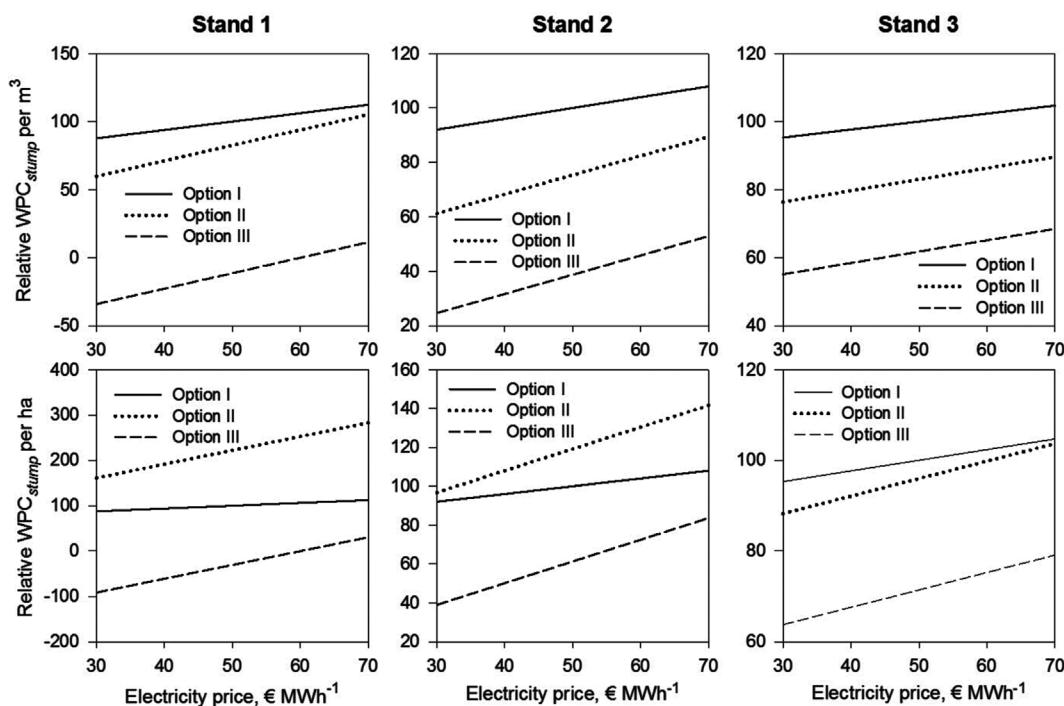 Stand 1
Stand 2
Stand 3
Relative WPCstump per m3
150
100
50
0
-50
Option I
Option II
Option III
30 40 50 60 70
120
100
80
60
40
20
Option I
Option II
Option III
30 40 50 60 70
120
100
80
60
40
Option I
Option II
Option III
30 40 50 60 70
Relative WPCstump per ha
400
300
200
100
0
-100
-200
Option I
Option II
Option III
30 40 50 60 70
Electricity price, € MWh-1
160
140
120
100
80
60
40
20
Option I
Option II
Option III
30 40 50 60 70
Electricity price, € MWh-1
120
100
80
60
Option I
Option II
Option III
30 40 50 60 70
Electricity price, € MWh-1